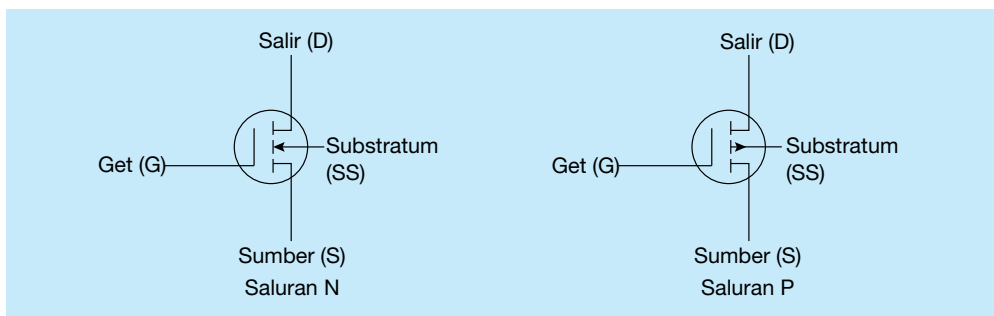 Salir (D)
Get (G)
Substratum
(SS)
Sumber (S)
Saluran N
Salir (D)
Get (G)
Substratum
(SS)
Sumber (S)
Saluran P